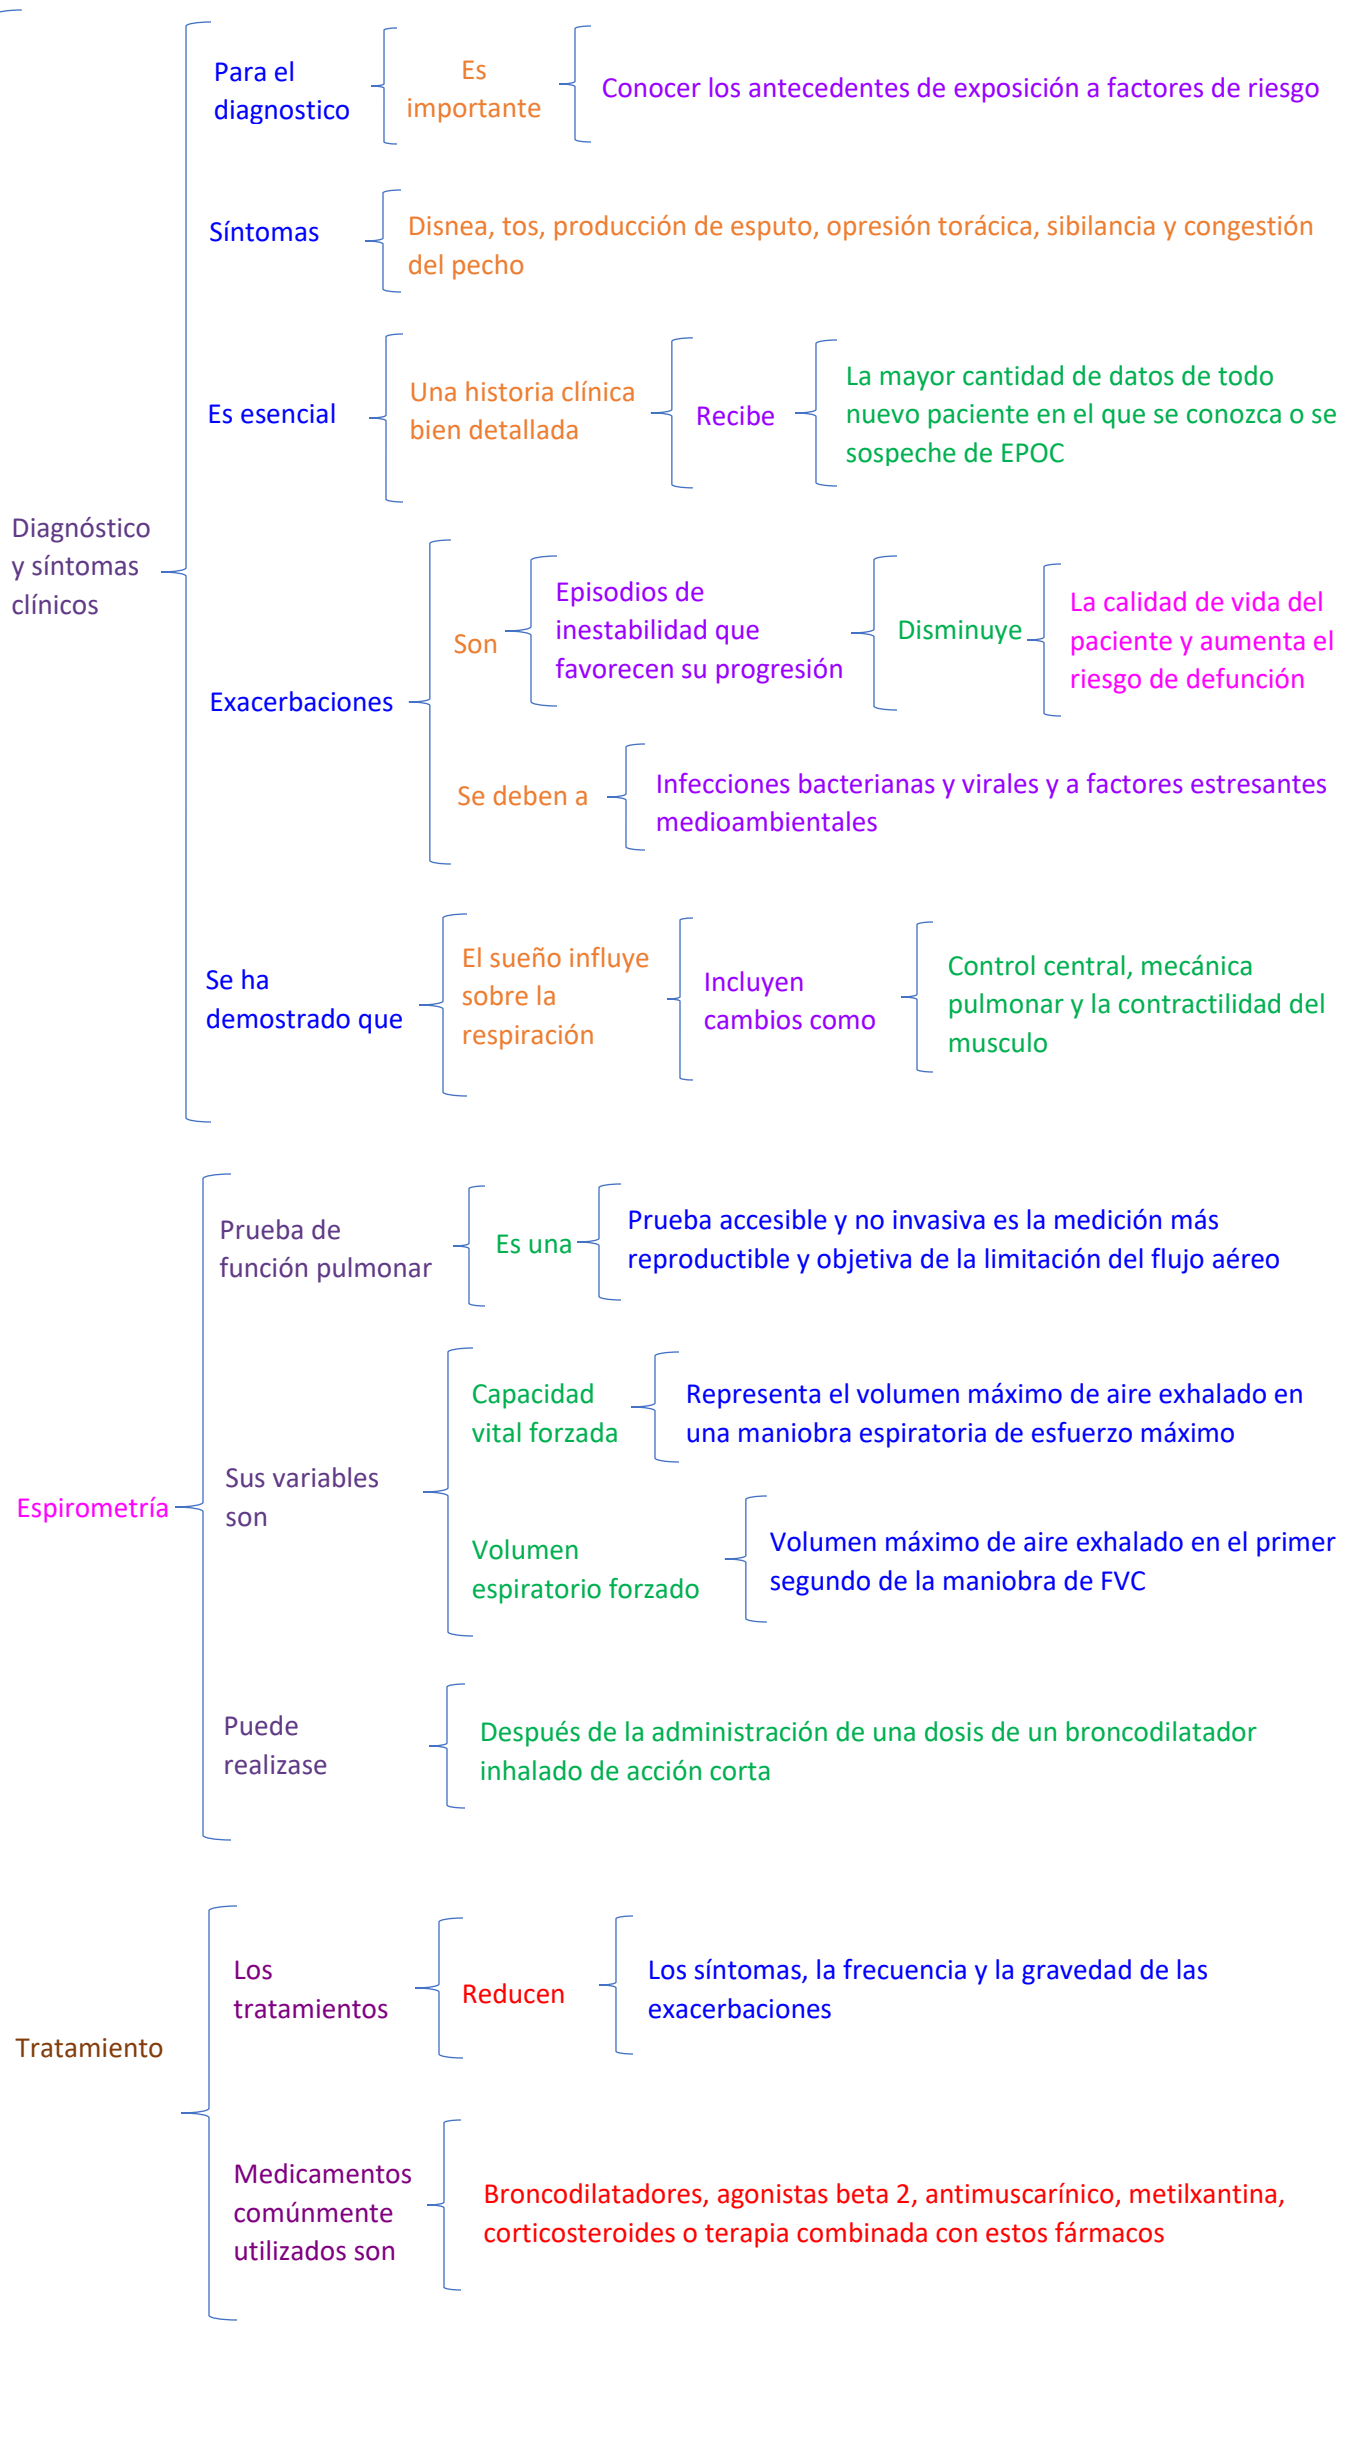 Para el
diagnostico
Es
importante
Conocer los antecedentes de exposición a factores de riesgo
Síntomas
Disnea, tos, producción de esputo, opresión torácica, sibilancia y congestión
del pecho
Es esencial
Una historia clínica
bien detallada
Recibe
La mayor cantidad de datos de todo
nuevo paciente en el que se conozca o se
sospeche de EPOC
Diagnóstico
y síntomas
clínicos
Exacerbaciones
Son
Episodios de
inestabilidad que
favorecen su progresión
Disminuye
La calidad de vida del
paciente y aumenta el
riesgo de defunción
Se deben a
Infecciones bacterianas y virales y a factores estresantes
medioambientales
Se ha
demostrado que
El sueño influye
sobre la
respiración
Incluyen
cambios como
Control central, mecánica
pulmonar y la contractilidad del
musculo
Espirometría
Prueba de
función pulmonar
Es una
Prueba accesible y no invasiva es la medición más
reproductible y objetiva de la limitación del flujo aéreo
Sus variables
son
Capacidad
vital forzada
Representa el volumen máximo de aire exhalado en
una maniobra espiratoria de esfuerzo máximo
Volumen
espiratorio forzado
Volumen máximo de aire exhalado en el primer
segundo de la maniobra de FVC
Puede
realizase
Después de la administración de una dosis de un broncodilatador
inhalado de acción corta
Tratamiento
Los
tratamientos
Reducen
Los síntomas, la frecuencia y la gravedad de las
exacerbaciones
Medicamentos
comúnmente
utilizados son
Broncodilatadores, agonistas beta 2, antimuscarínico, metilxantina,
corticosteroides o terapia combinada con estos fármacos